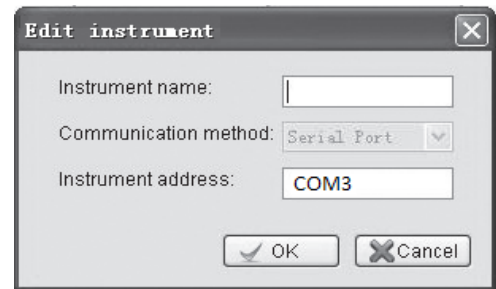 Edit instrument
Instrument name:
Communication method: Serial Port
Instrument address: COM3
OK Cancel